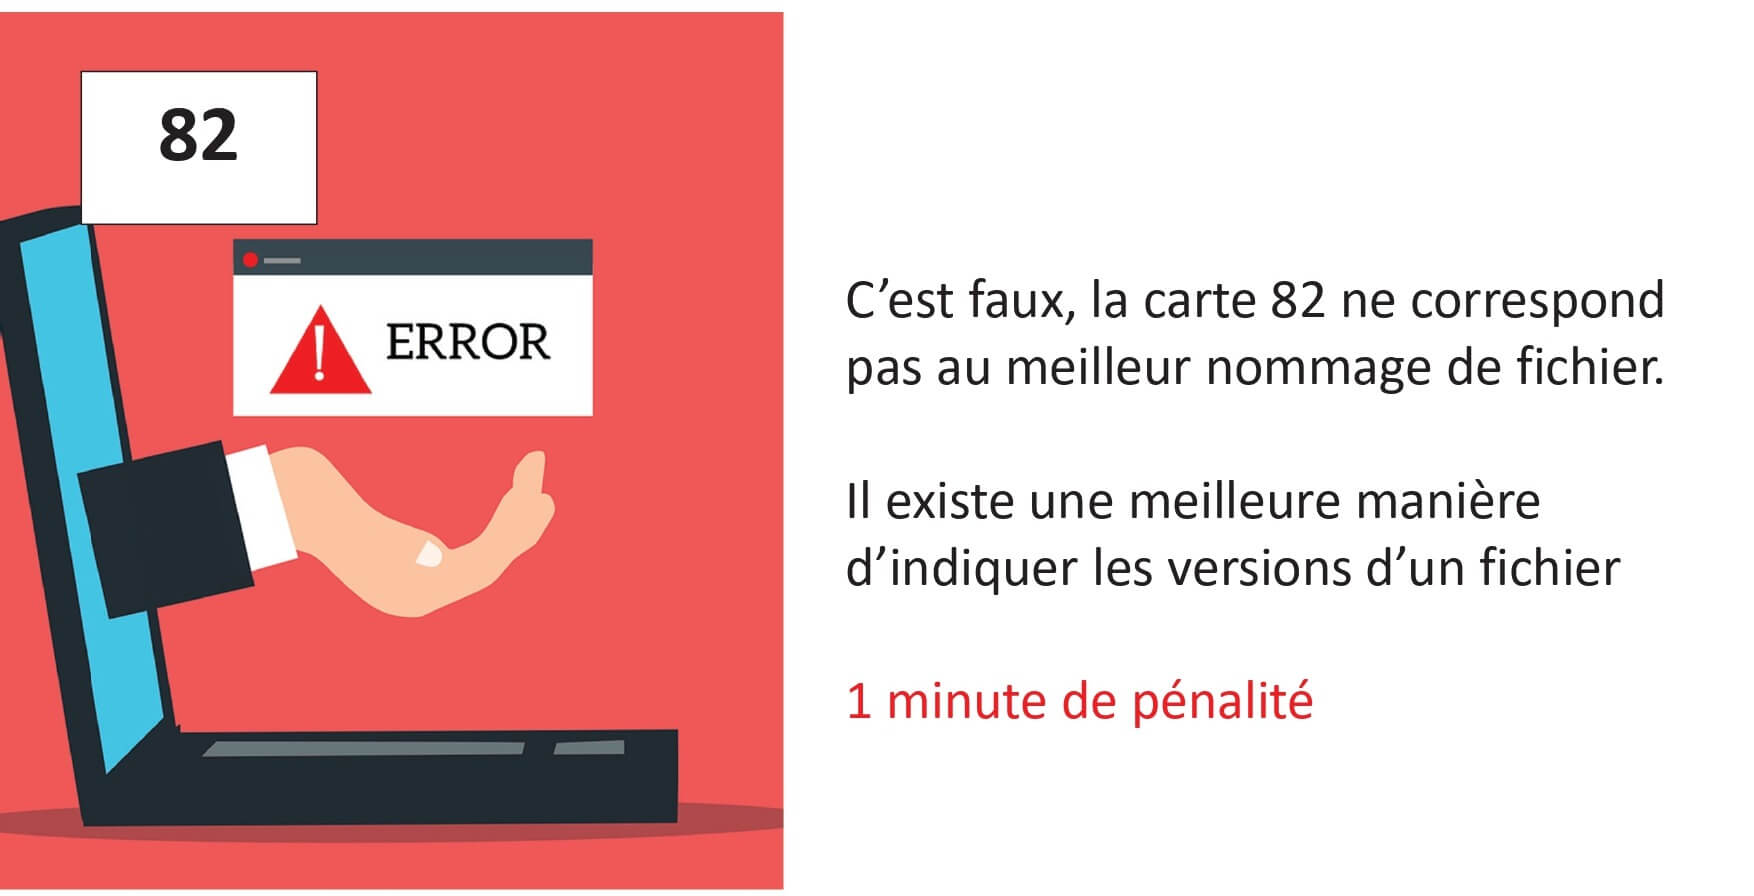 82
ERROR
C’est faux, la carte 82 ne correspond
pas au meilleur nommage de fichier.
Il existe une meilleure manière
d’indiquer les versions d’un fichier
1 minute de pénalité